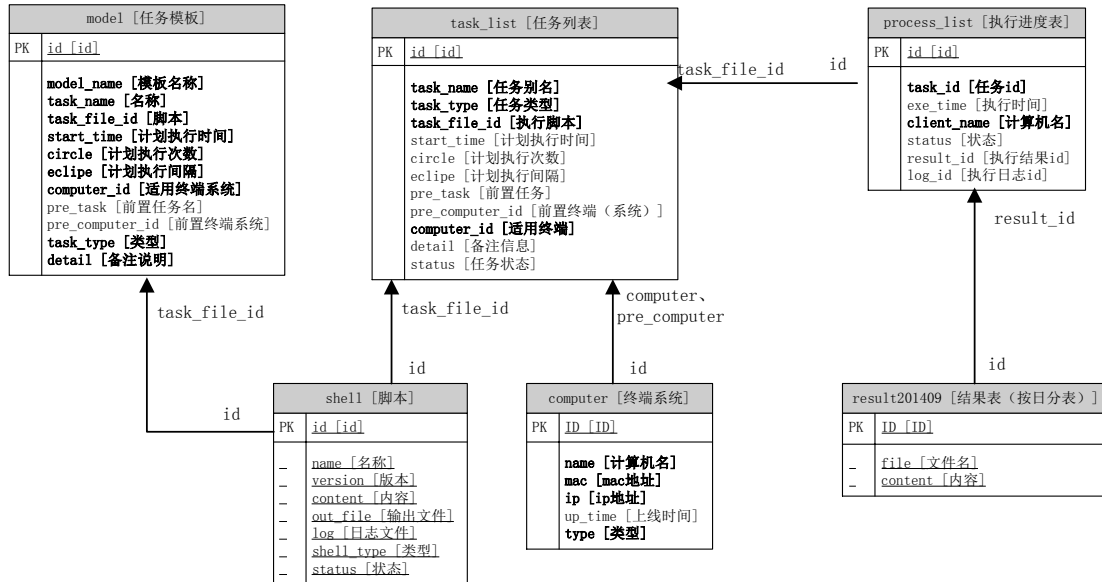 model [任务模板]
PK id [id]
model_name [模板名称]
task_name [名称]
task_file_id [脚本]
start_time [计划执行时间]
circle [计划执行次数]
eclipe [计划执行间隔]
computer_id [适用终端系统]
pre_task [前置任务名]
pre_computer_id [前置终端系统]
task_type [类型]
detail [备注说明]
task_list [任务列表]
PK id [id]
task_name [任务别名]
task_type [任务类型]
task_file_id [执行脚本]
start_time [计划执行时间]
circle [计划执行次数]
eclipe [计划执行间隔]
pre_task [前置任务]
pre_computer_id [前置终端（系统）]
computer_id [适用终端]
detail [备注信息]
status [任务状态]
process_list [执行进度表]
PK id [id]
task_id [任务id]
exe_time [执行时间]
client_name [计算机名]
status [状态]
result_id [执行结果id]
log_id [执行日志id]
task_file_id
id
result_id
id
task_file_id
id
task_file_id
id
computer、
pre_computer
id
shell [脚本]
PK id [id]
name [名称]
version [版本]
content [内容]
out_file [输出文件]
log [日志文件]
shell_type [类型]
status [状态]
computer [终端系统]
PK ID [ID]
name [计算机名]
mac [mac地址]
ip [ip地址]
up_time [上线时间]
type [类型]
result201409 [结果表（按日分表）]
PK ID [ID]
file [文件名]
content [内容]